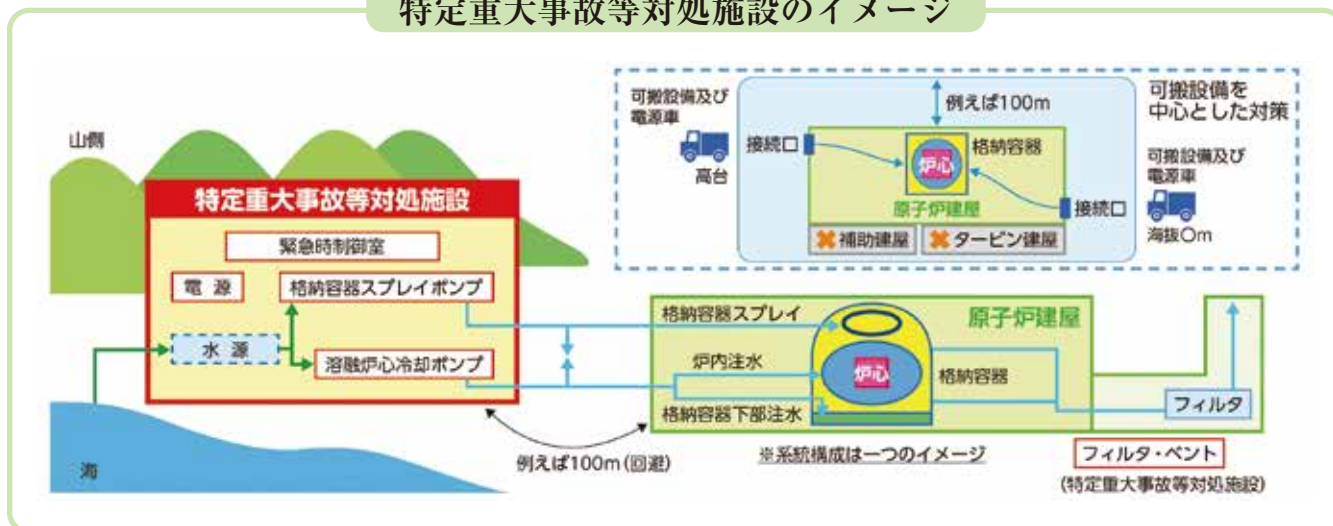 特定重大事故等対処施設のイメージ
山側
特定重大事故等対処施設
緊急時制御室
電 源
格納容器スプレイポンプ
水 源
溶融炉心冷却ポンプ
海
例えば100m(回避)
可搬設備及び
電源車
高台
接続口
例えば100m
格納容器
炉心
原子炉建屋
補助建屋
タービン建屋
接続口
可搬設備を
中心とした対策
可搬設備及び
電源車
海抜〇m
格納容器スプレイ
原子炉建屋
炉内注水
炉心
格納容器
格納容器下部注水
フィルタ
※系統構成は一つのイメージ
フィルタ・ベント
(特定重大事故等対処施設)